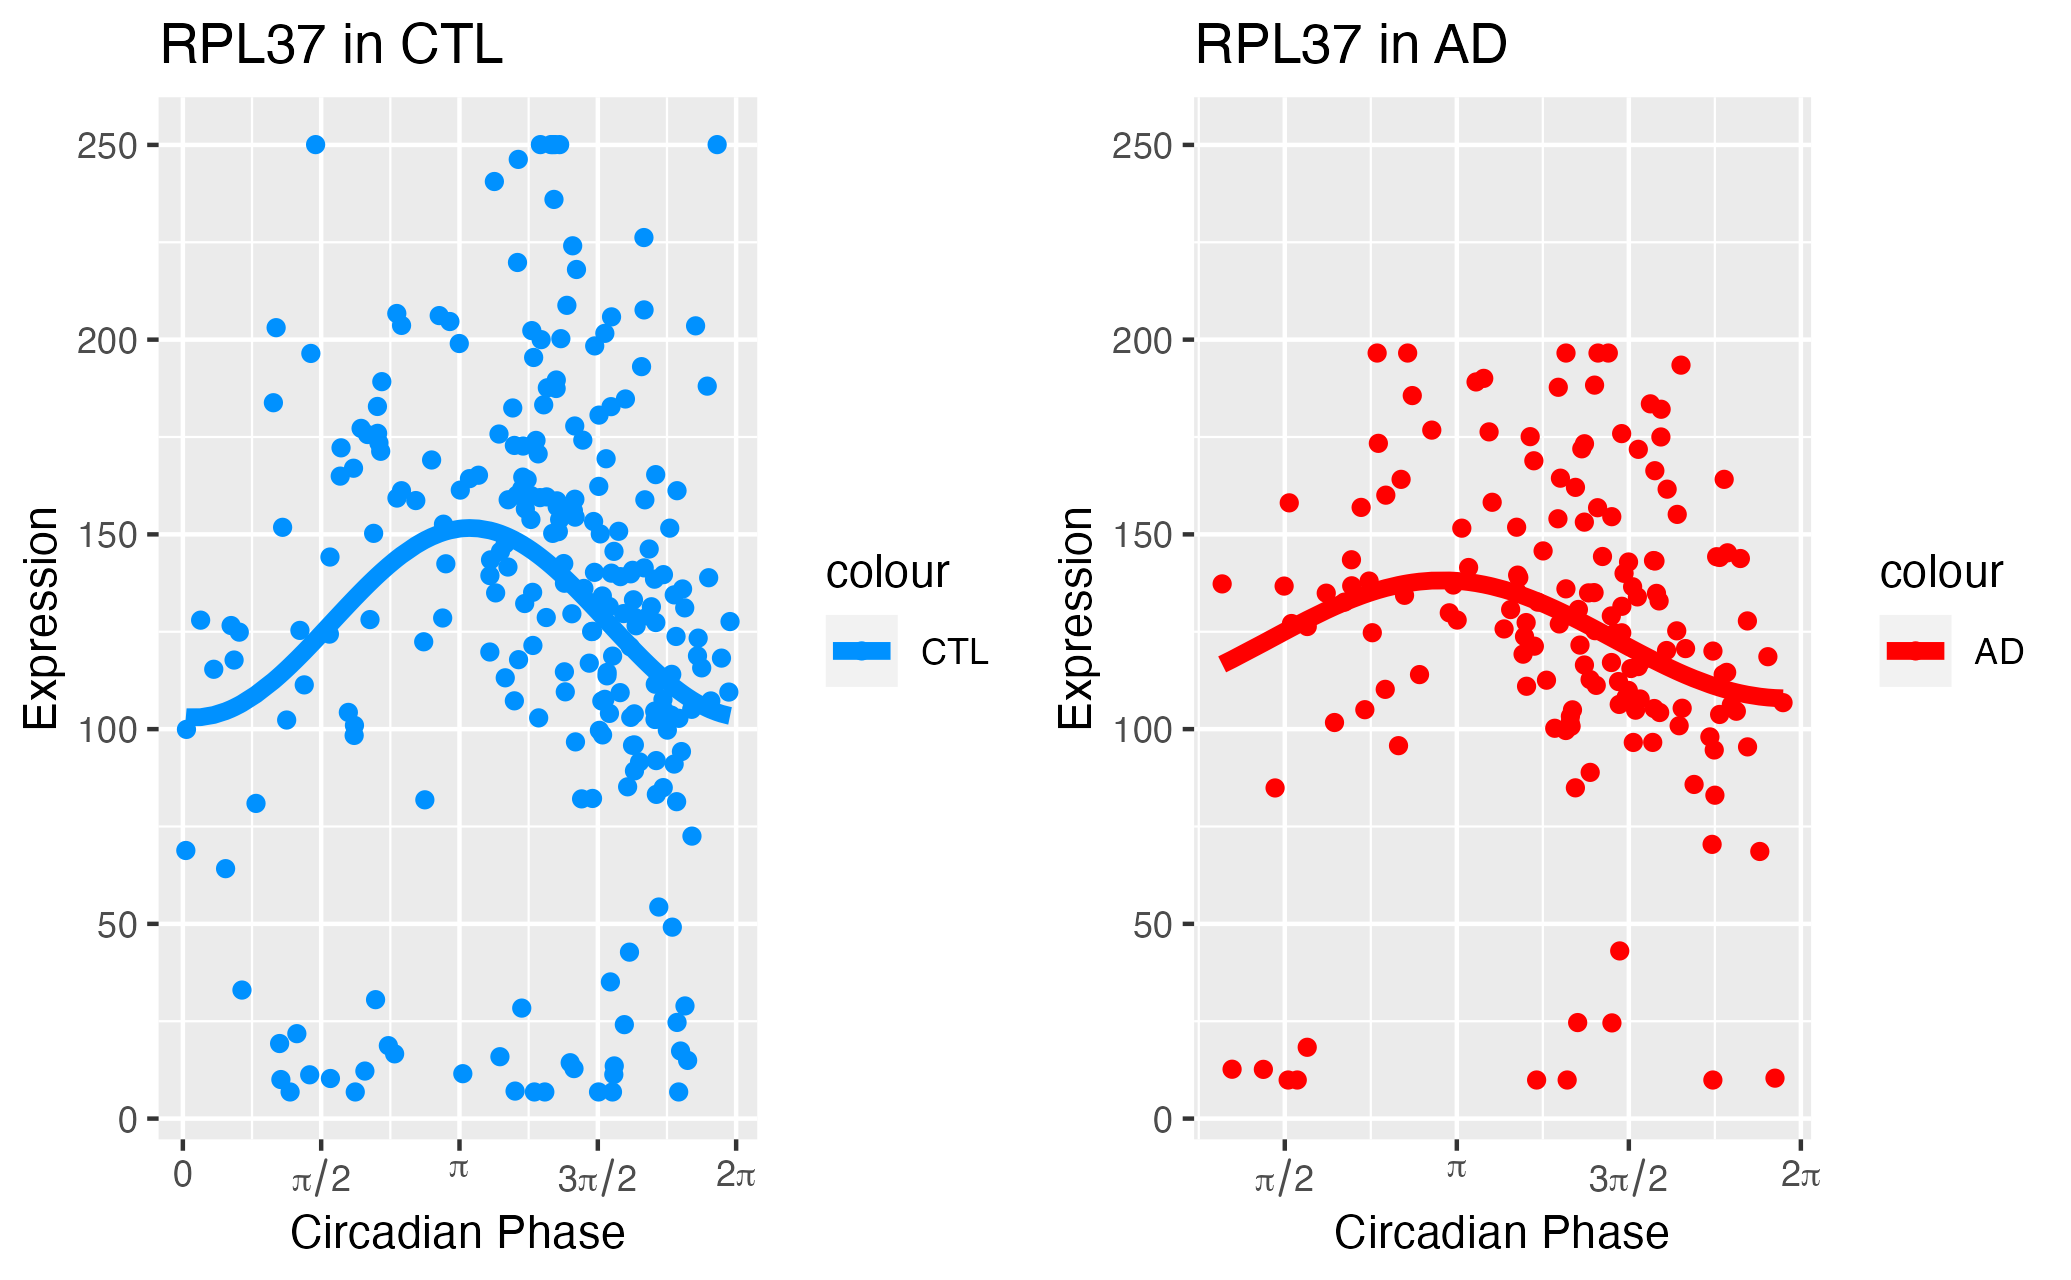 RPL37 in CTL
Expression
250
200
150
100
50
0
0
π/2
π
3π/2
2π
Circadian Phase
colour
CTL
RPL37 in AD
Expression
250
200
150
100
50
0
π/2
π
3π/2
2π
Circadian Phase
colour
AD